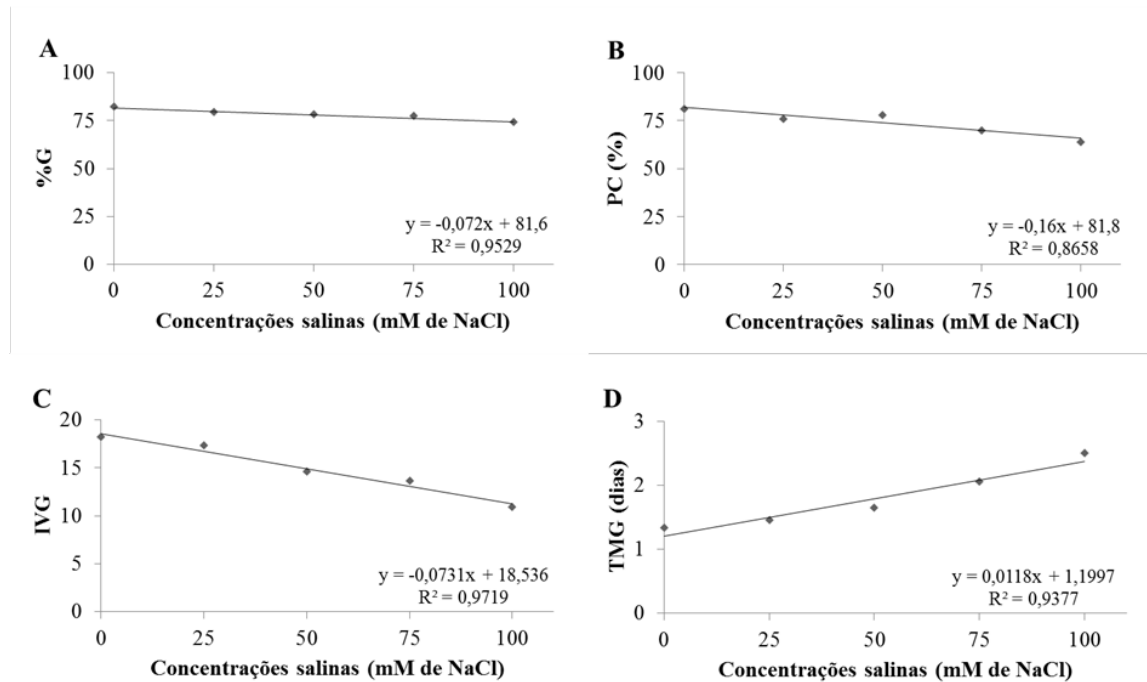 A
100
75
50
25
0
%G
y = -0,072x + 81,6
R² = 0,9529
0 25 50 75 100
Concentrações salinas (mM de NaCl)
B
100
75
50
25
0
PC (%)
y = -0,16x + 81,8
R² = 0,8658
0 25 50 75 100
Concentrações salinas (mM de NaCl)
C
20
15
10
5
0
IVG
y = -0,0731x + 18,536
R² = 0,9719
0 25 50 75 100
Concentrações salinas (mM de NaCl)
D
3
2
1
0
TMG (dias)
y = 0,0118x + 1,1997
R² = 0,9377
0 25 50 75 100
Concentrações salinas (mM de NaCl)